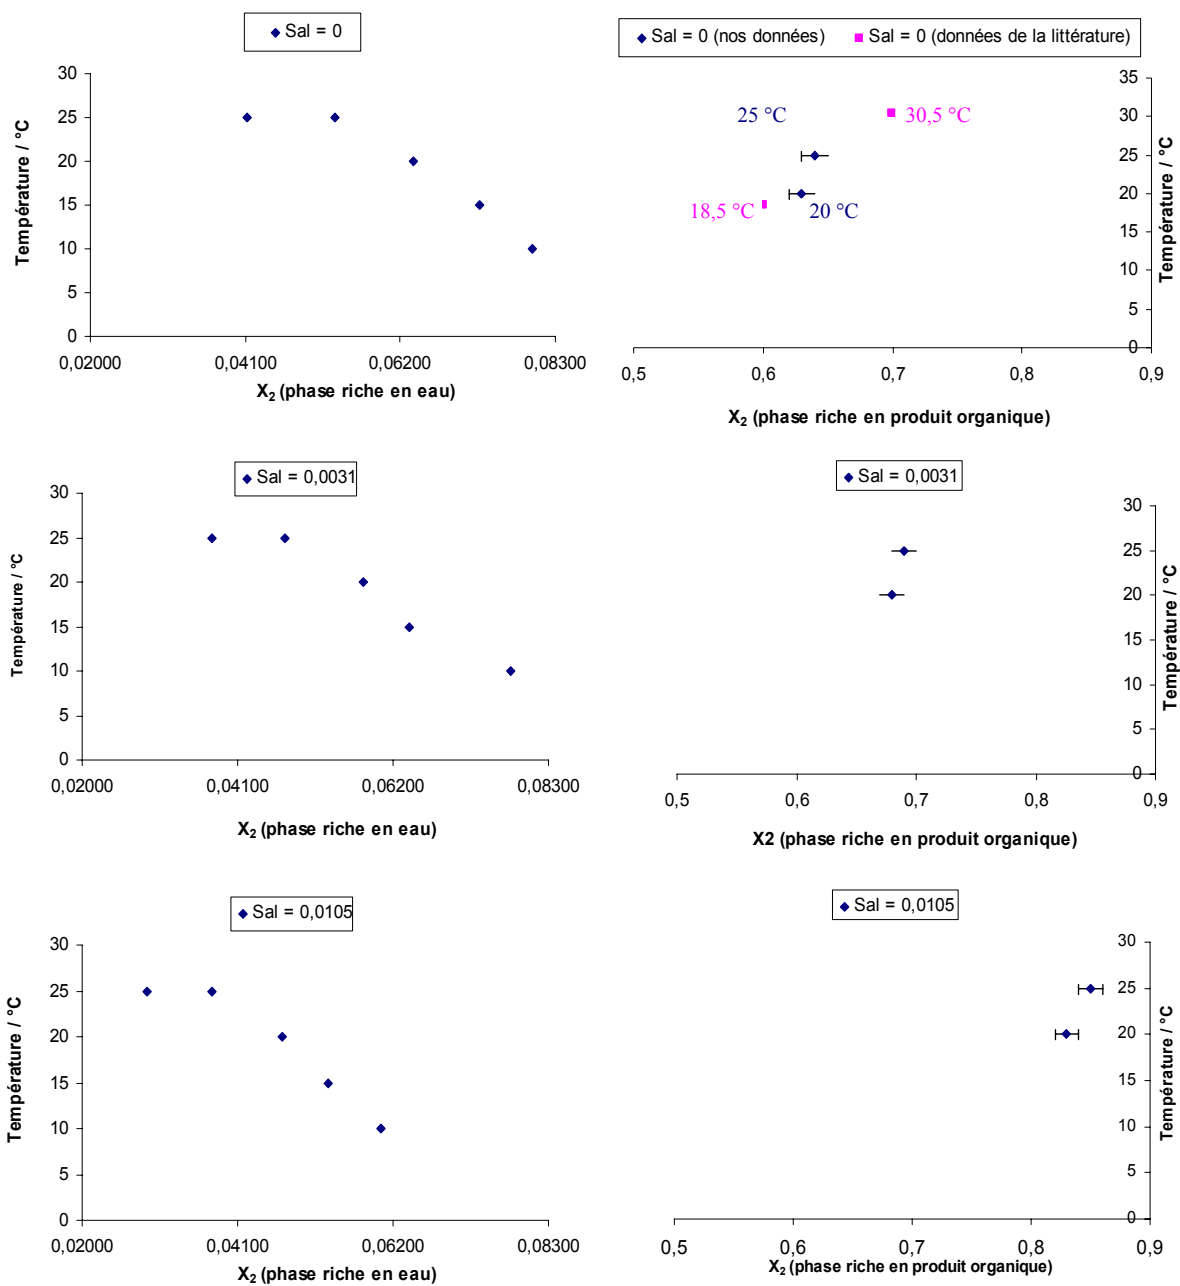 Sal = 0
30
25
20
15
10
5
0
Température / °C
0,02000 0,04100 0,06200 0,08300
X2 (phase riche en eau)
Sal = 0 (nos données) Sal = 0 (données de la littérature)
35
30
25
20
15
10
5
0
Température / °C
25 °C
30,5 °C
18,5 °C
20 °C
0,5 0,6 0,7 0,8 0,9
X2 (phase riche en produit organique)
Sal = 0,0031
30
25
20
15
10
5
0
Température / °C
0,02000 0,04100 0,06200 0,08300
X2 (phase riche en eau)
Sal = 0,0031
30
25
20
15
10
5
0
Température / °C
0,5 0,6 0,7 0,8 0,9
X2 (phase riche en produit organique)
Sal = 0,0105
30
25
20
15
10
5
0
Température / °C
0,02000 0,04100 0,06200 0,08300
X2 (phase riche en eau)
Sal = 0,0105
30
25
20
15
10
5
0
Température / °C
0,5 0,6 0,7 0,8 0,9
X2 (phase riche en produit organique)